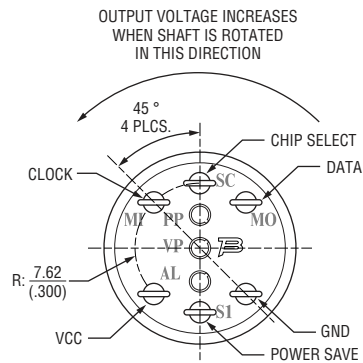 OUTPUT VOLTAGE INCREASES
WHEN SHAFT IS ROTATED
IN THIS DIRECTION
45 °
4 PLCS.
CHIP SELECT
CLOCK
SC
DATA
MI
PP
MO
VP
B
R: 7.62
(.300)
AL
S1
VCC
GND
POWER SAVE